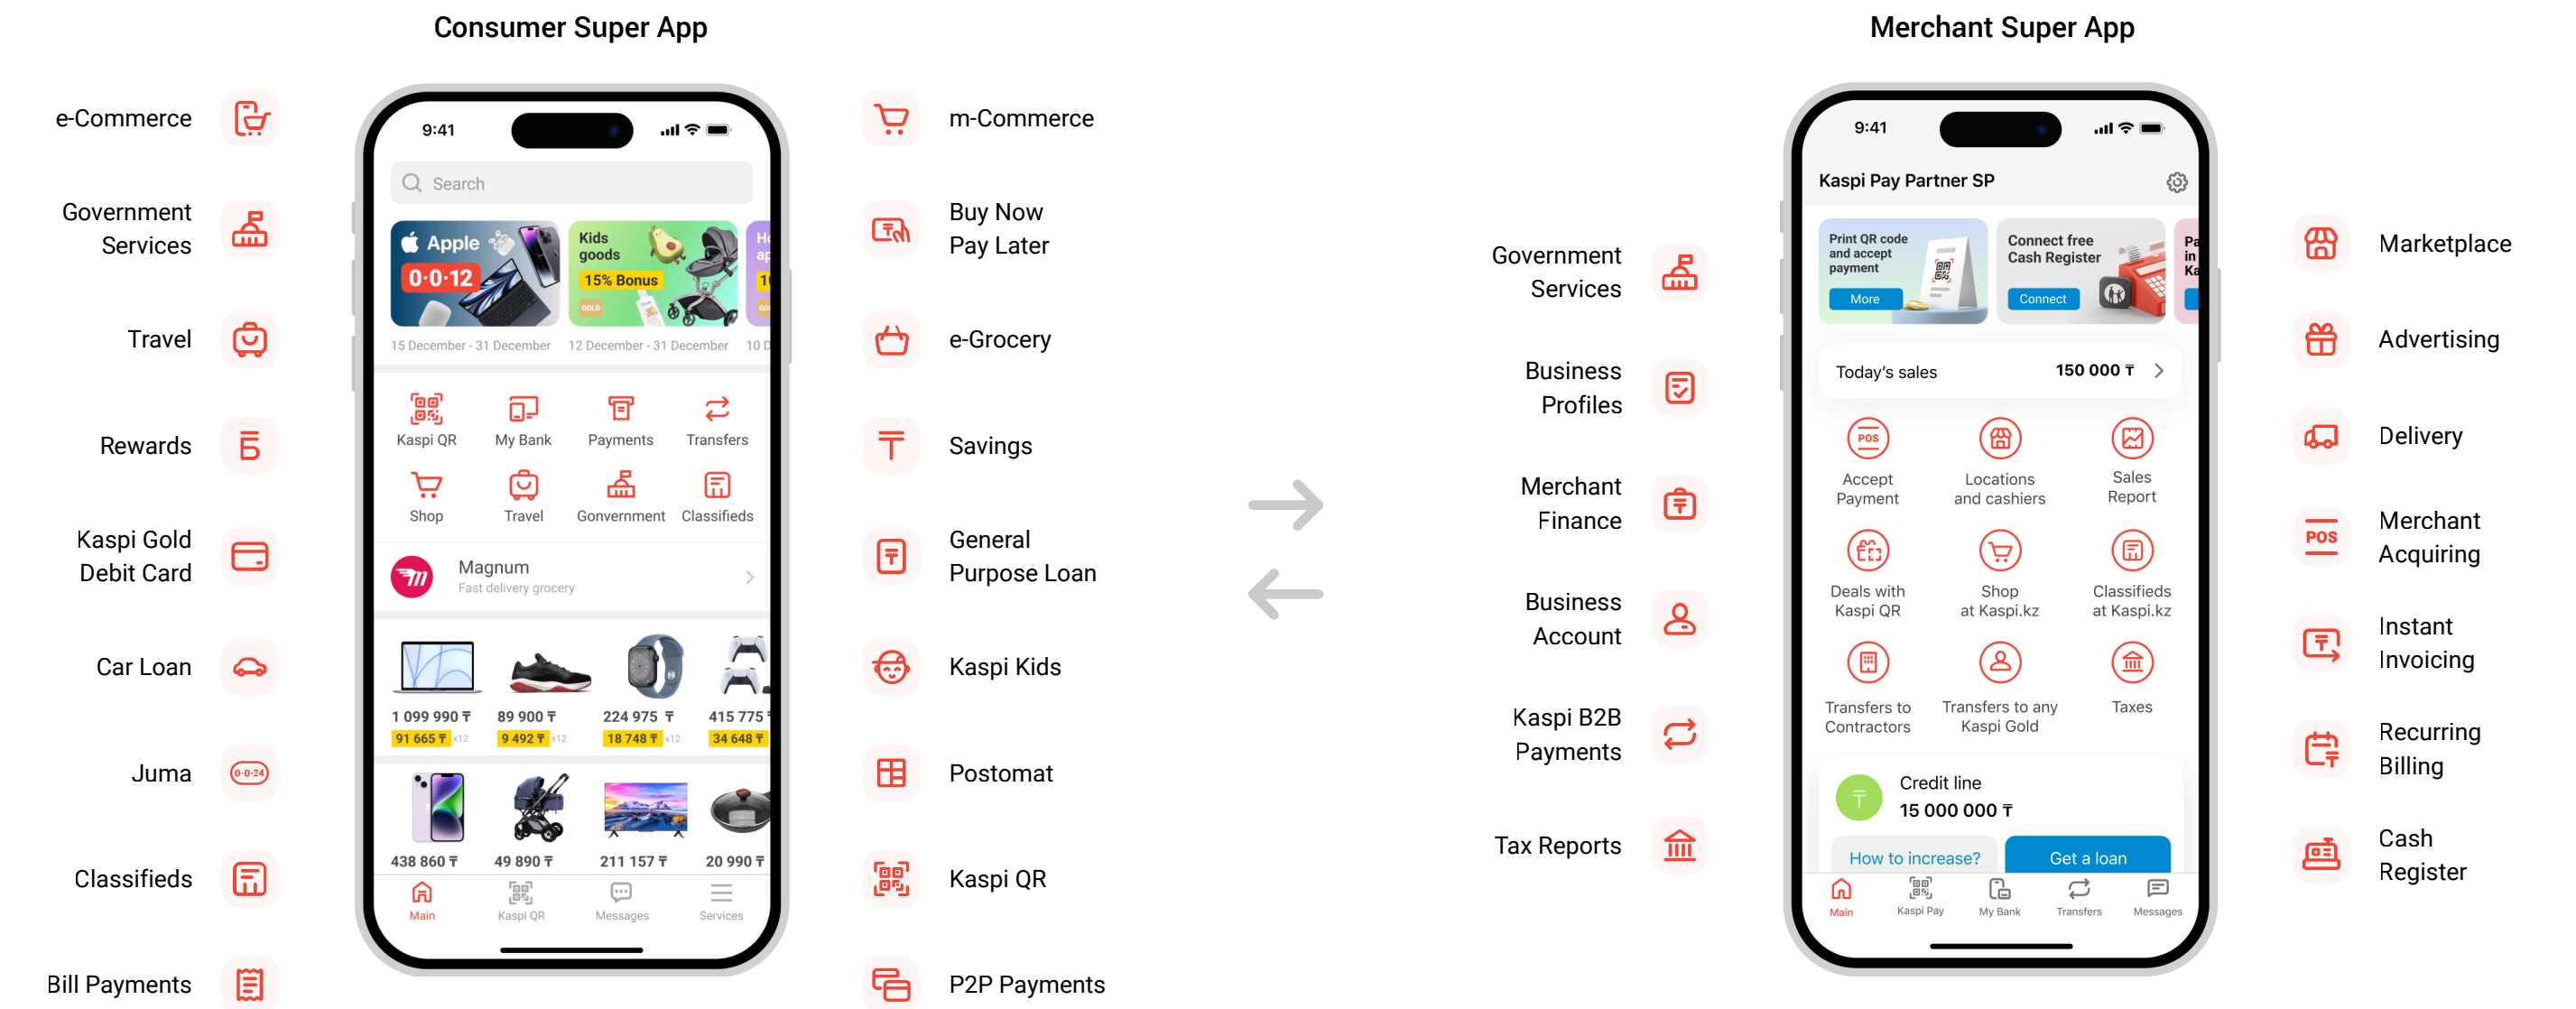 Consumer Super App
e-Commerce
Government
Services
Travel
Rewards
Kaspi Gold
Debit Card
Car Loan
Juma
0·0·24
Classifieds
Bill Payments
9:41
Search
Apple
0·0·12
Kids
goods
15% Bonus
GOLD
15 December - 31 December
12 December - 31 December
Kaspi QR
My Bank
Payments
Transfers
Shop
Travel
Gonvernment
Classifieds
Magnum
Fast delivery grocery
1 099 990 ₸
89 900 ₸
224 975 ₸
415 775
91 665 ₸ x12
9 492 ₸ x12
18 748 ₸ x12
34 648 ₸
438 860 ₸
49 890 ₸
211 157 ₸
20 990 ₸
Main
Kaspi QR
Messages
Services
m-Commerce
Buy Now
Pay Later
e-Grocery
Savings
General
Purpose Loan
Kaspi Kids
Postomat
Kaspi QR
P2P Payments
Merchant Super App
Government
Services
Business
Profiles
Merchant
Finance
Business
Account
Kaspi B2B
Payments
Tax Reports
9:41
Kaspi Pay Partner SP
Print QR code
and accept
payment
More
Connect free
Cash Register
Connect
Today's sales
150 000 ₸
POS
Accept
Payment
Locations
and cashiers
Sales
Report
Deals with
Kaspi QR
Shop
at Kaspi.kz
Classifieds
at Kaspi.kz
Transfers to
Contractors
Transfers to any
Kaspi Gold
Taxes
Credit line
15 000 000 ₸
How to increase?
Get a loan
Main
Kaspi Pay
My Bank
Transfers
Messages
Marketplace
Advertising
Delivery
POS
Merchant
Acquiring
Instant
Invoicing
Recurring
Billing
Cash
Register